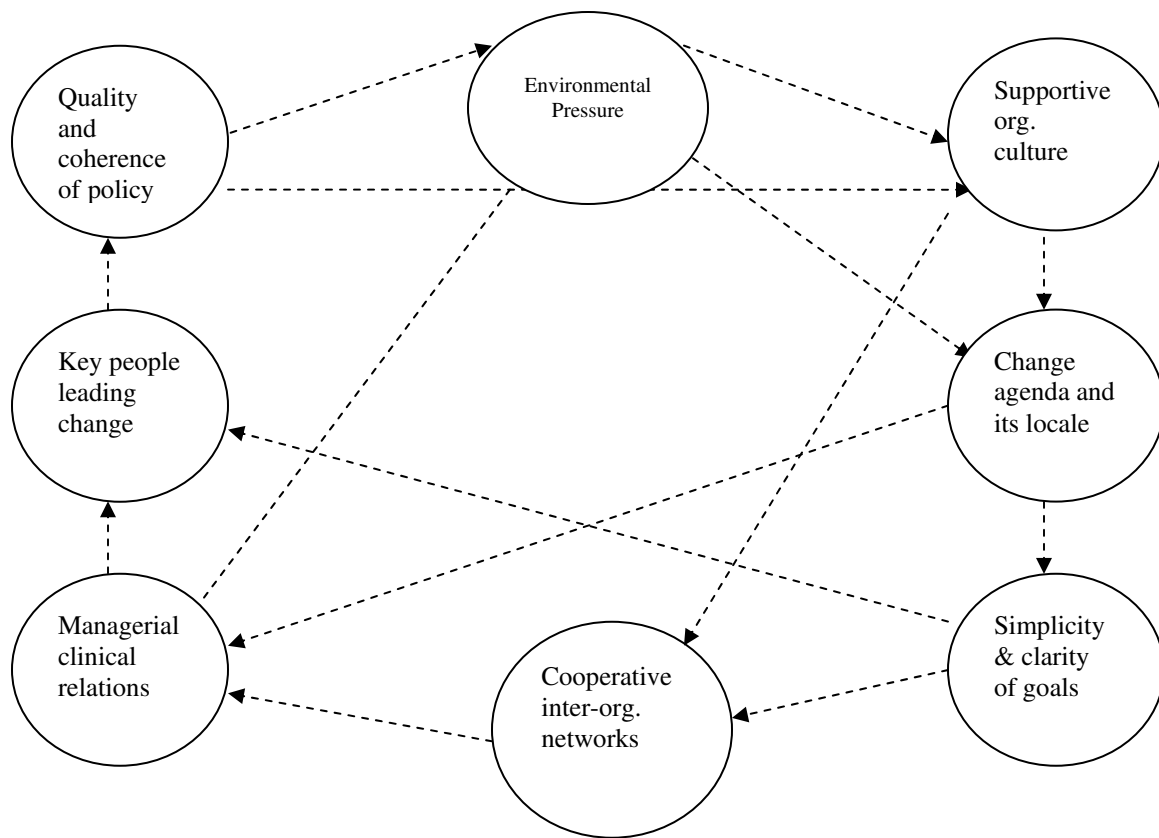 Environmental
Pressure
Quality
and
coherence
of policy
Supportive
org.
culture
Key people
leading
change
Change
agenda and
its locale
Managerial
clinical
relations
Cooperative
inter-org.
networks
Simplicity
& clarity
of goals